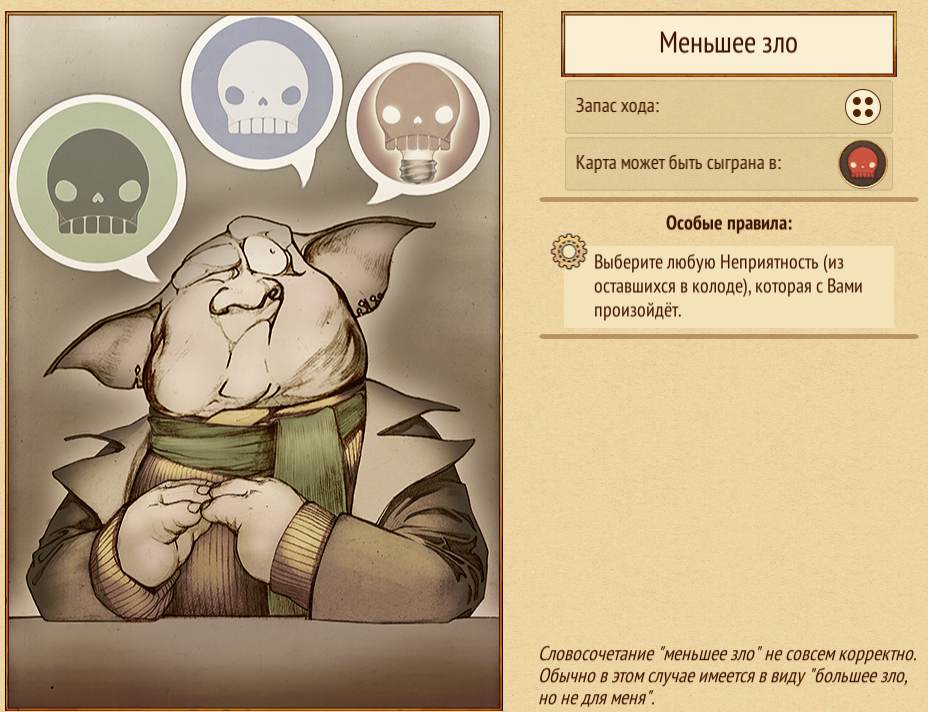 Меньшее зло
Запас хода:
Карта может быть сыграна в:
Особые правила:
Выберите любую Неприятность (из
оставшихся в колоде), которая с Вами
произойдёт.
Словосочетание "меньшее зло" не совсем корректно.
Обычно в этом случае имеется в виду "большее зло,
но не для меня".